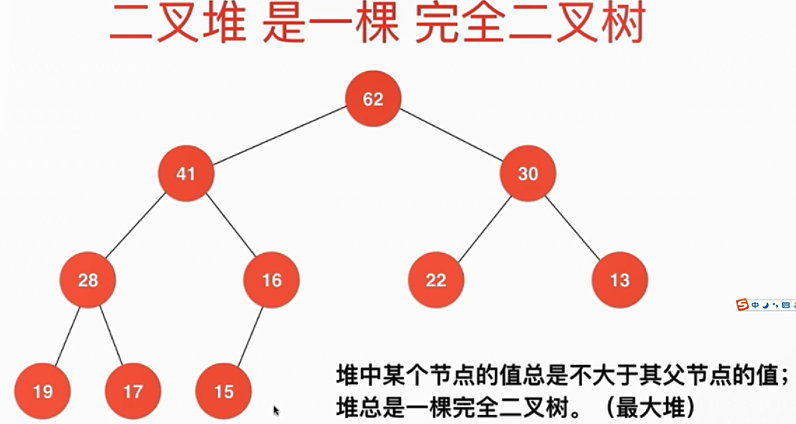 二叉堆 是一棵 完全二叉树
62
41 30
28 16 22 13
19 17 15
中
堆中某个节点的值总是不大于其父节点的值；
堆总是一棵完全二叉树。（最大堆）